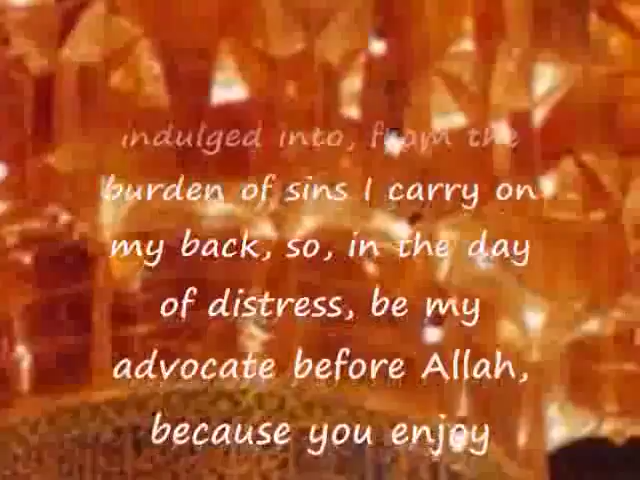 indulged into, from the
burden of sins I carry on
my back, so, in the day
of distress, be my
advocate before Allah,
because you enjoy